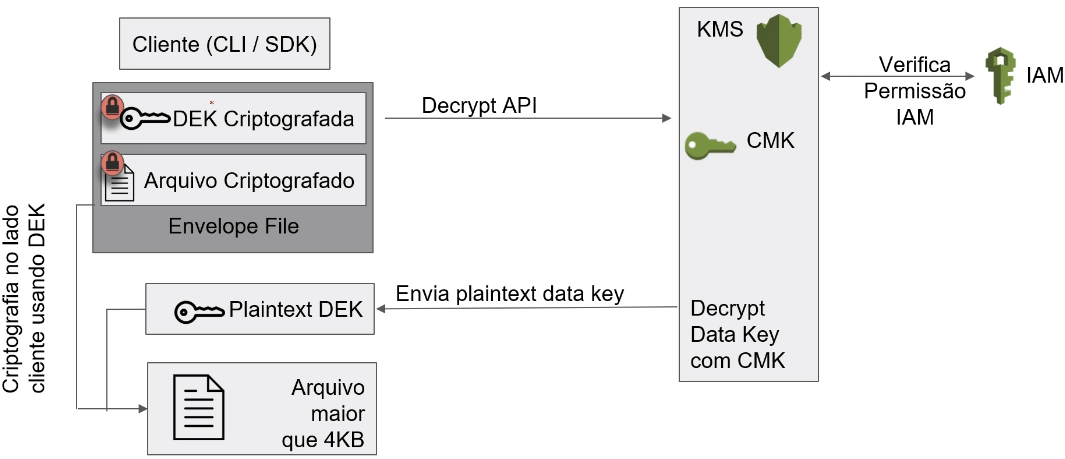 Cliente (CLI / SDK)
DEK Criptografada
Arquivo Criptografado
Envelope File
Decrypt API
KMS
CMK
Verifica
Permissão
IAM
IAM
Criptografia no lado
cliente usando DEK
Envia plaintext data key
Plaintext DEK
Decrypt
Data Key
com CMK
Arquivo
maior
que 4KB